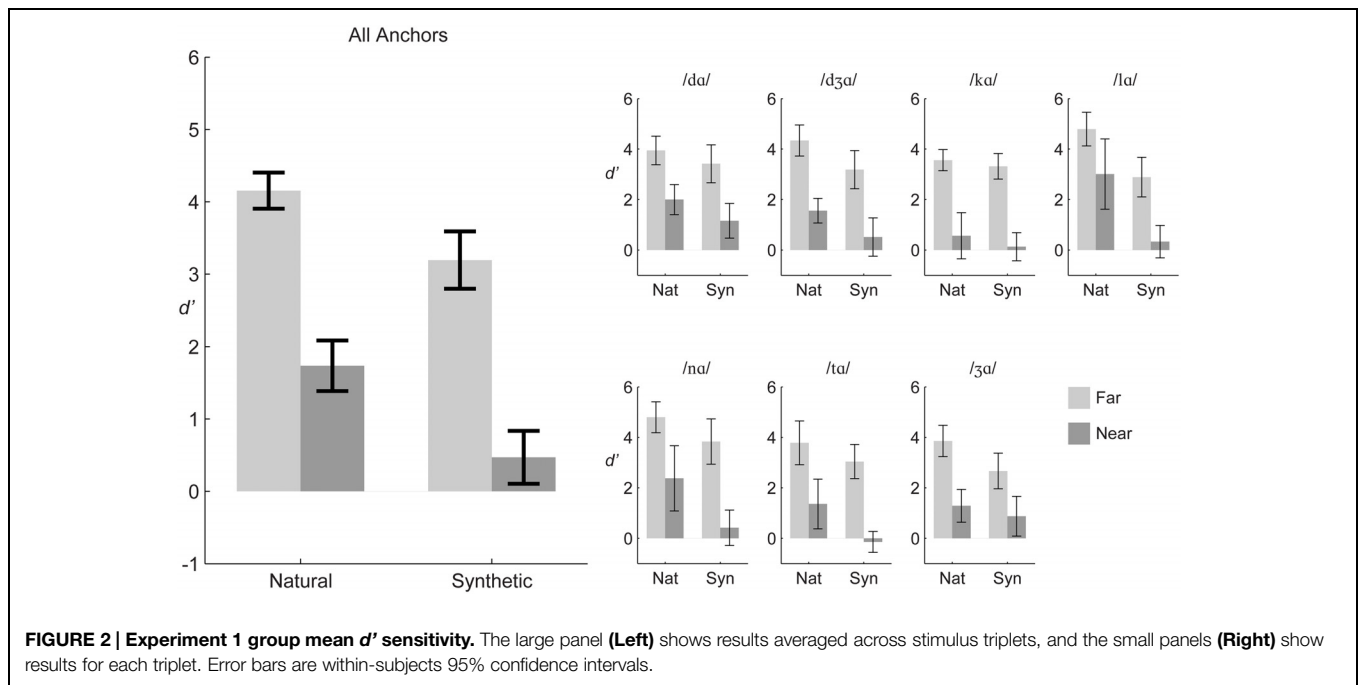 All Anchors
6
5
4
3
d'
2
1
0
-1
Natural Synthetic
/dɑ/ /dʒɑ/ /kɑ/ /lɑ/
6 6 6 6
4 4 4 4
d'
2 2 2 2
0 0 0 0
Nat Syn Nat Syn Nat Syn Nat Syn
/nɑ/ /tɑ/ /ʒɑ/
6 6 6
4 4 4
d'
2 2 2
0 0 0
Nat Syn Nat Syn Nat Syn
Far
Near
FIGURE 2 | Experiment 1 group mean d' sensitivity. The large panel (Left) shows results averaged across stimulus triplets, and the small panels (Right) show
results for each triplet. Error bars are within-subjects 95% confidence intervals.